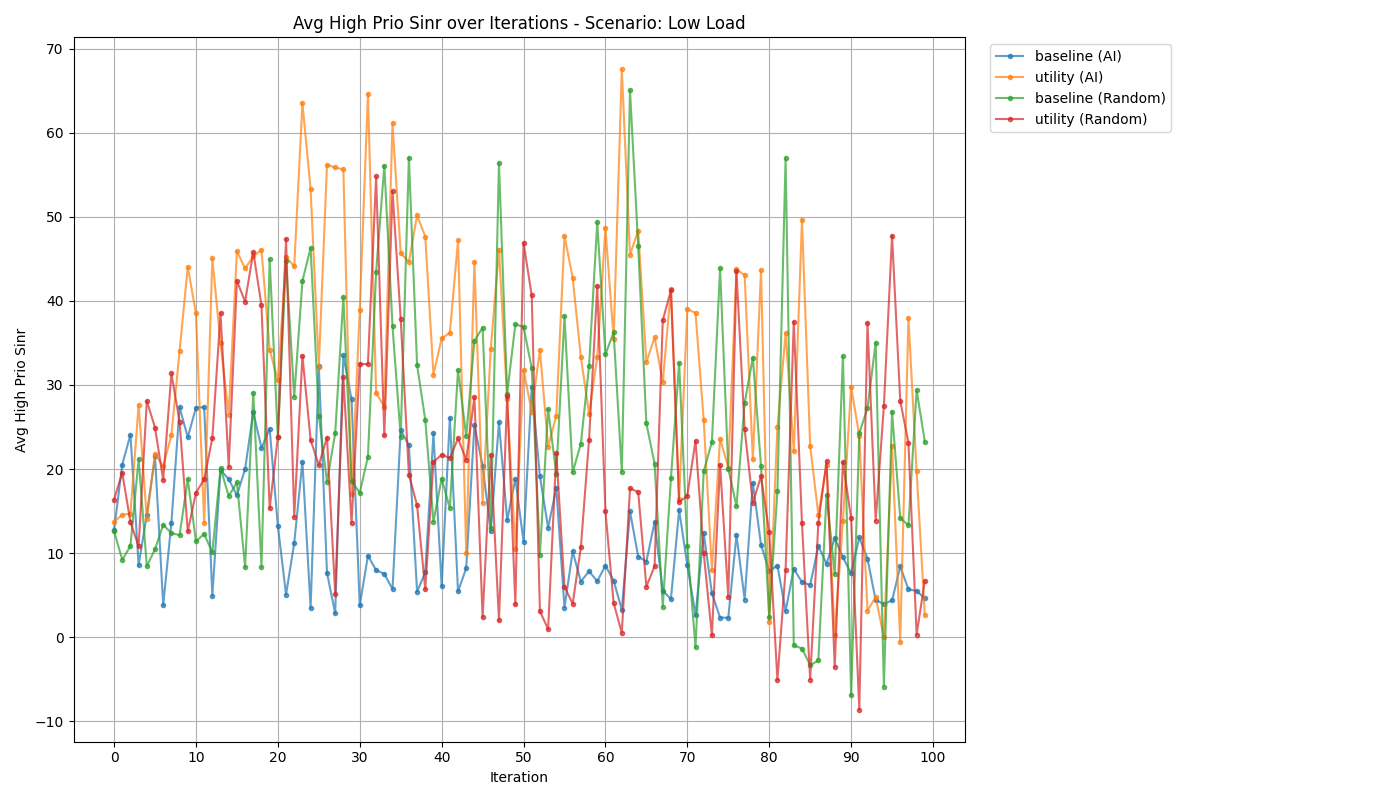 Avg High Prio Sinr over Iterations - Scenario: Low Load
70
60
50
40
30
20
10
0
−10
Avg High Prio Sinr
0 10 20 30 40 50 60 70 80 90 100
Iteration
baseline (AI)
utility (AI)
baseline (Random)
utility (Random)